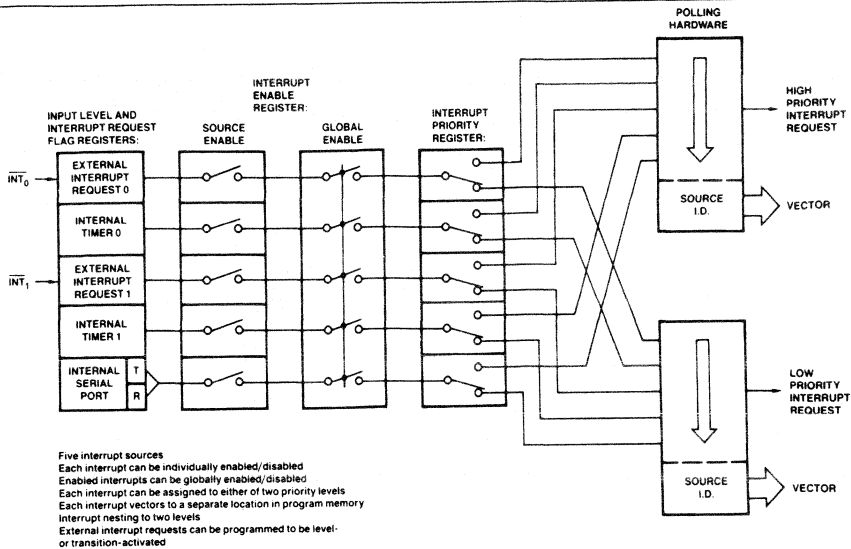 POLLING
HARDWARE
INTERRUPT
ENABLE
REGISTER:
INPUT LEVEL AND
INTERRUPT REQUEST
FLAG REGISTERS:
SOURCE
ENABLE
GLOBAL
ENABLE
INTERRUPT
PRIORITY
REGISTER:
HIGH
PRIORITY
INTERRUPT
REQUEST
INT0
EXTERNAL
INTERRUPT
REQUEST 0
SOURCE
I.D.
VECTOR
INTERNAL
TIMER 0
INT1
EXTERNAL
INTERRUPT
REQUEST 1
INTERNAL
TIMER 1
INTERNAL
SERIAL
PORT
T
R
LOW
PRIORITY
INTERRUPT
REQUEST
SOURCE
I.D.
VECTOR
Five interrupt sources
Each interrupt can be individually enabled/disabled
Enabled interrupts can be globally enabled/disabled
Each interrupt can be assigned to either of two priority levels
Each interrupt vectors to a separate location in program memory
Interrupt nesting to two levels
External interrupt requests can be programmed to be level-
or transition-activated